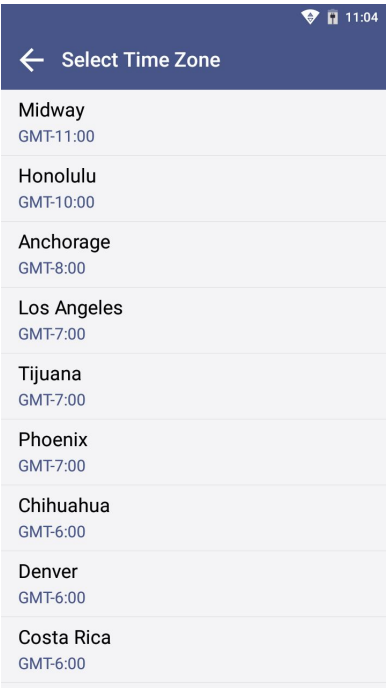 11:04
Select Time Zone
Midway
GMT-11:00
Honolulu
GMT-10:00
Anchorage
GMT-8:00
Los Angeles
GMT-7:00
Tijuana
GMT-7:00
Phoenix
GMT-7:00
Chihuahua
GMT-6:00
Denver
GMT-6:00
Costa Rica
GMT-6:00